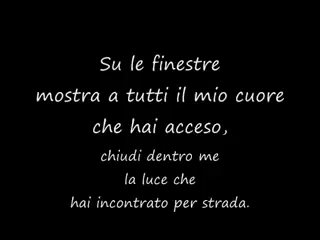 Su le finestre
mostra a tutti il mio cuore
che hai acceso,
chiudi dentro me
la luce che
hai incontrato per strada.